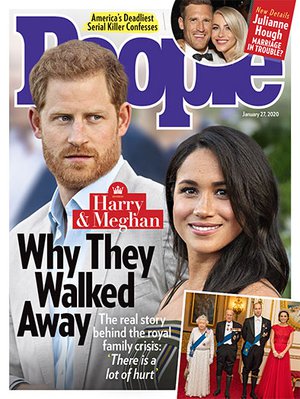 America's Deadliest
Serial Killer Confesses
New Details
Julianne
Hough
MARRIAGE
IN TROUBLE?
People
January 27, 2020
Harry
& Meghan
Why They
Walked
Away
The real story
behind the royal
family crisis:
'There is a
lot of hurt'